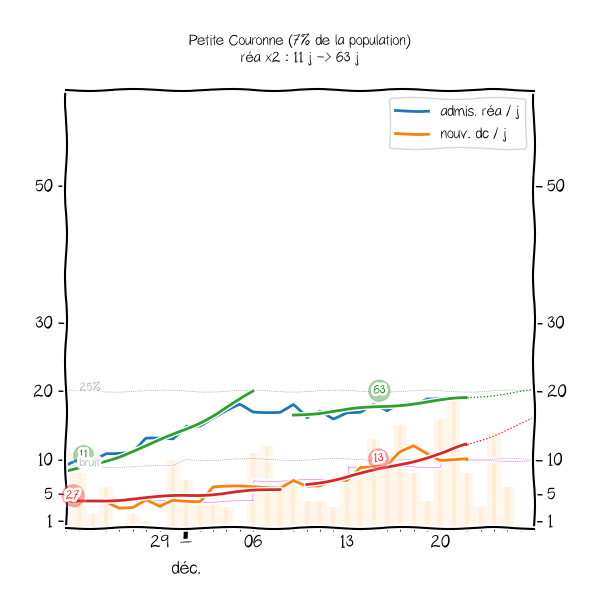 Petite Couronne (7% de la population)
réa x2 : 11 j -> 63 j
admis. réa / j
nouv. dc / j
50 50
30 30
20 20
10 10
5 5
1 1
25%
63
11
bruit
13
27
29 06 13 20
déc.